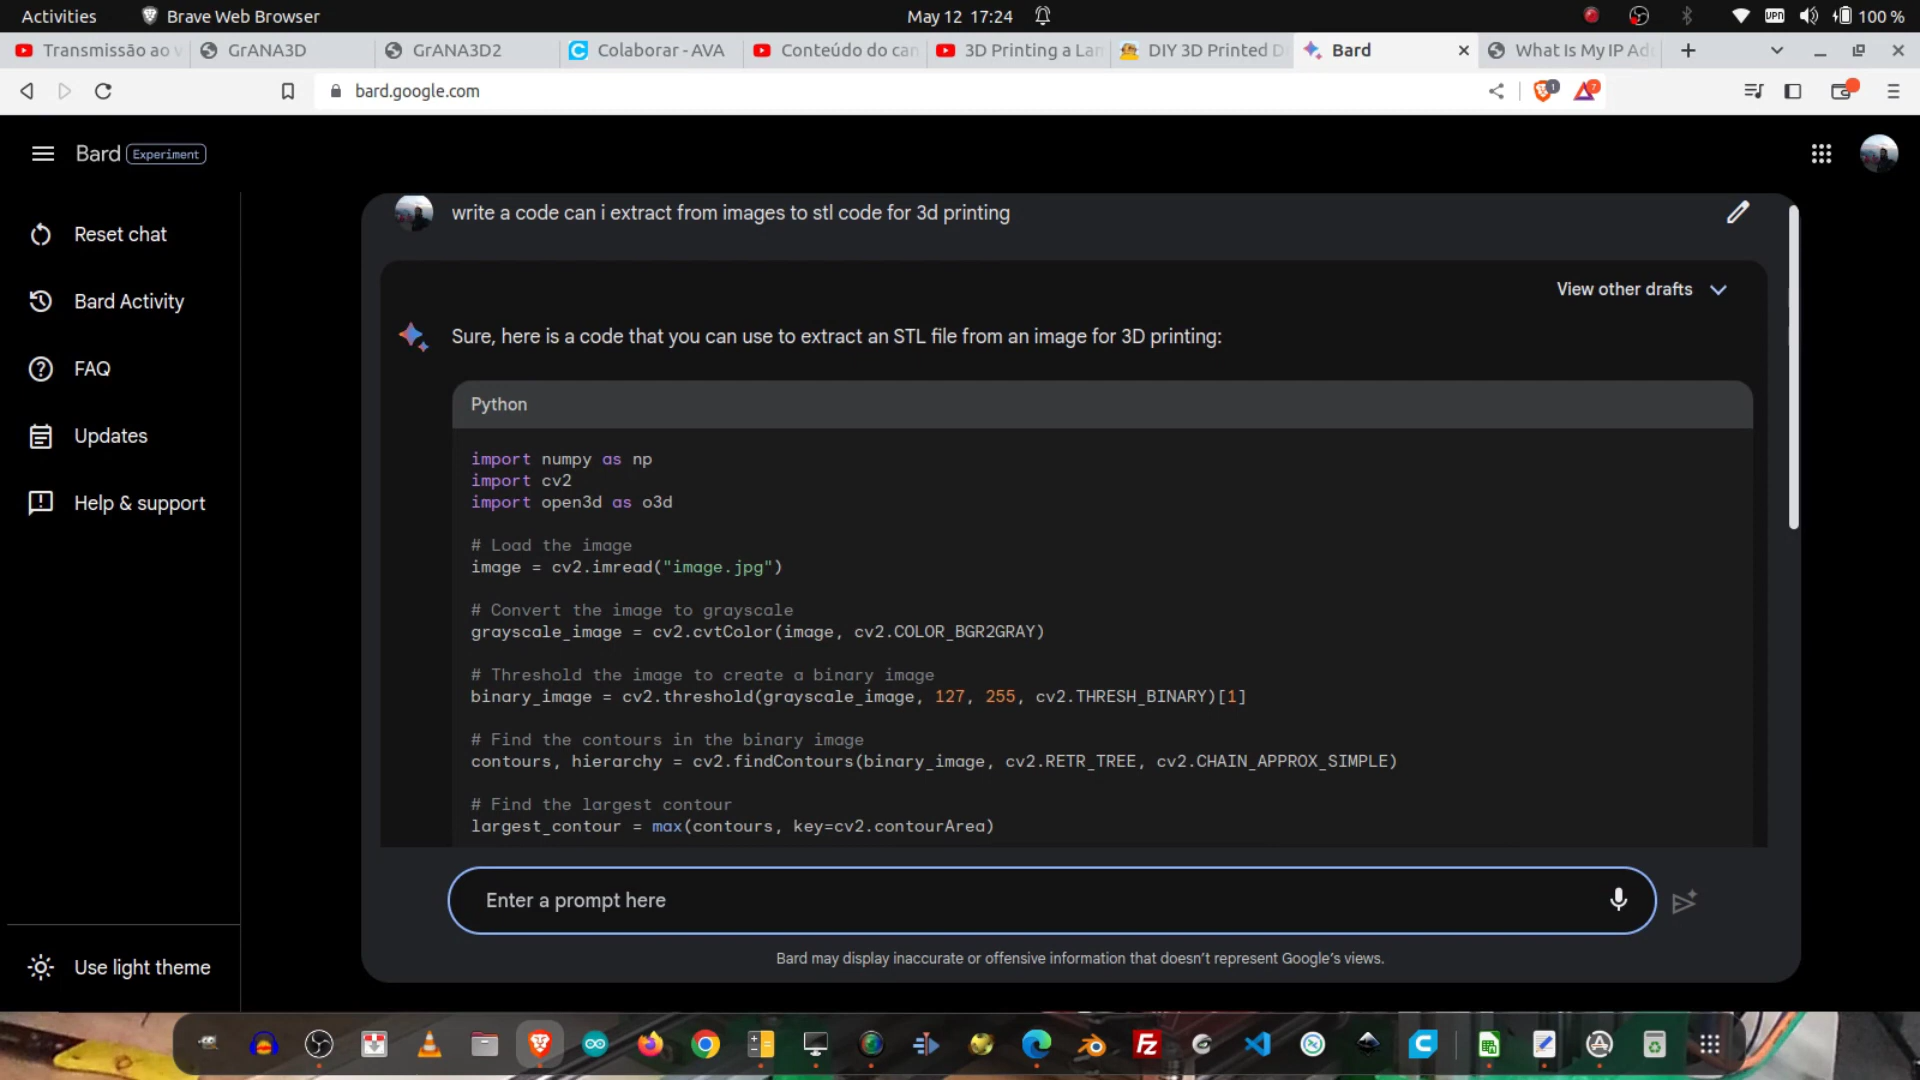 Activities
Brave Web Browser
May 12 17:24
VPN
100 %
Transmissão ao v
GrANA3D
GrANA3D2
Colaborar - AVA
Conteúdo do can
3D Printing a Lam
DIY 3D Printed D
Bard
What Is My IP Add
bard.google.com
1
7
Bard
Experiment
Reset chat
Bard Activity
FAQ
Updates
Help & support
Use light theme
write a code can i extract from images to stl code for 3d printing
View other drafts
Sure, here is a code that you can use to extract an STL file from an image for 3D printing:
Python
import numpy as np
import cv2
import open3d as o3d
# Load the image
image = cv2.imread("image.jpg")
# Convert the image to grayscale
grayscale_image = cv2.cvtColor(image, cv2.COLOR_BGR2GRAY)
# Threshold the image to create a binary image
binary_image = cv2.threshold(grayscale_image, 127, 255, cv2.THRESH_BINARY)[1]
# Find the contours in the binary image
contours, hierarchy = cv2.findContours(binary_image, cv2.RETR_TREE, cv2.CHAIN_APPROX_SIMPLE)
# Find the largest contour
largest_contour = max(contours, key=cv2.contourArea)
Enter a prompt here
Bard may display inaccurate or offensive information that doesn't represent Google's views.